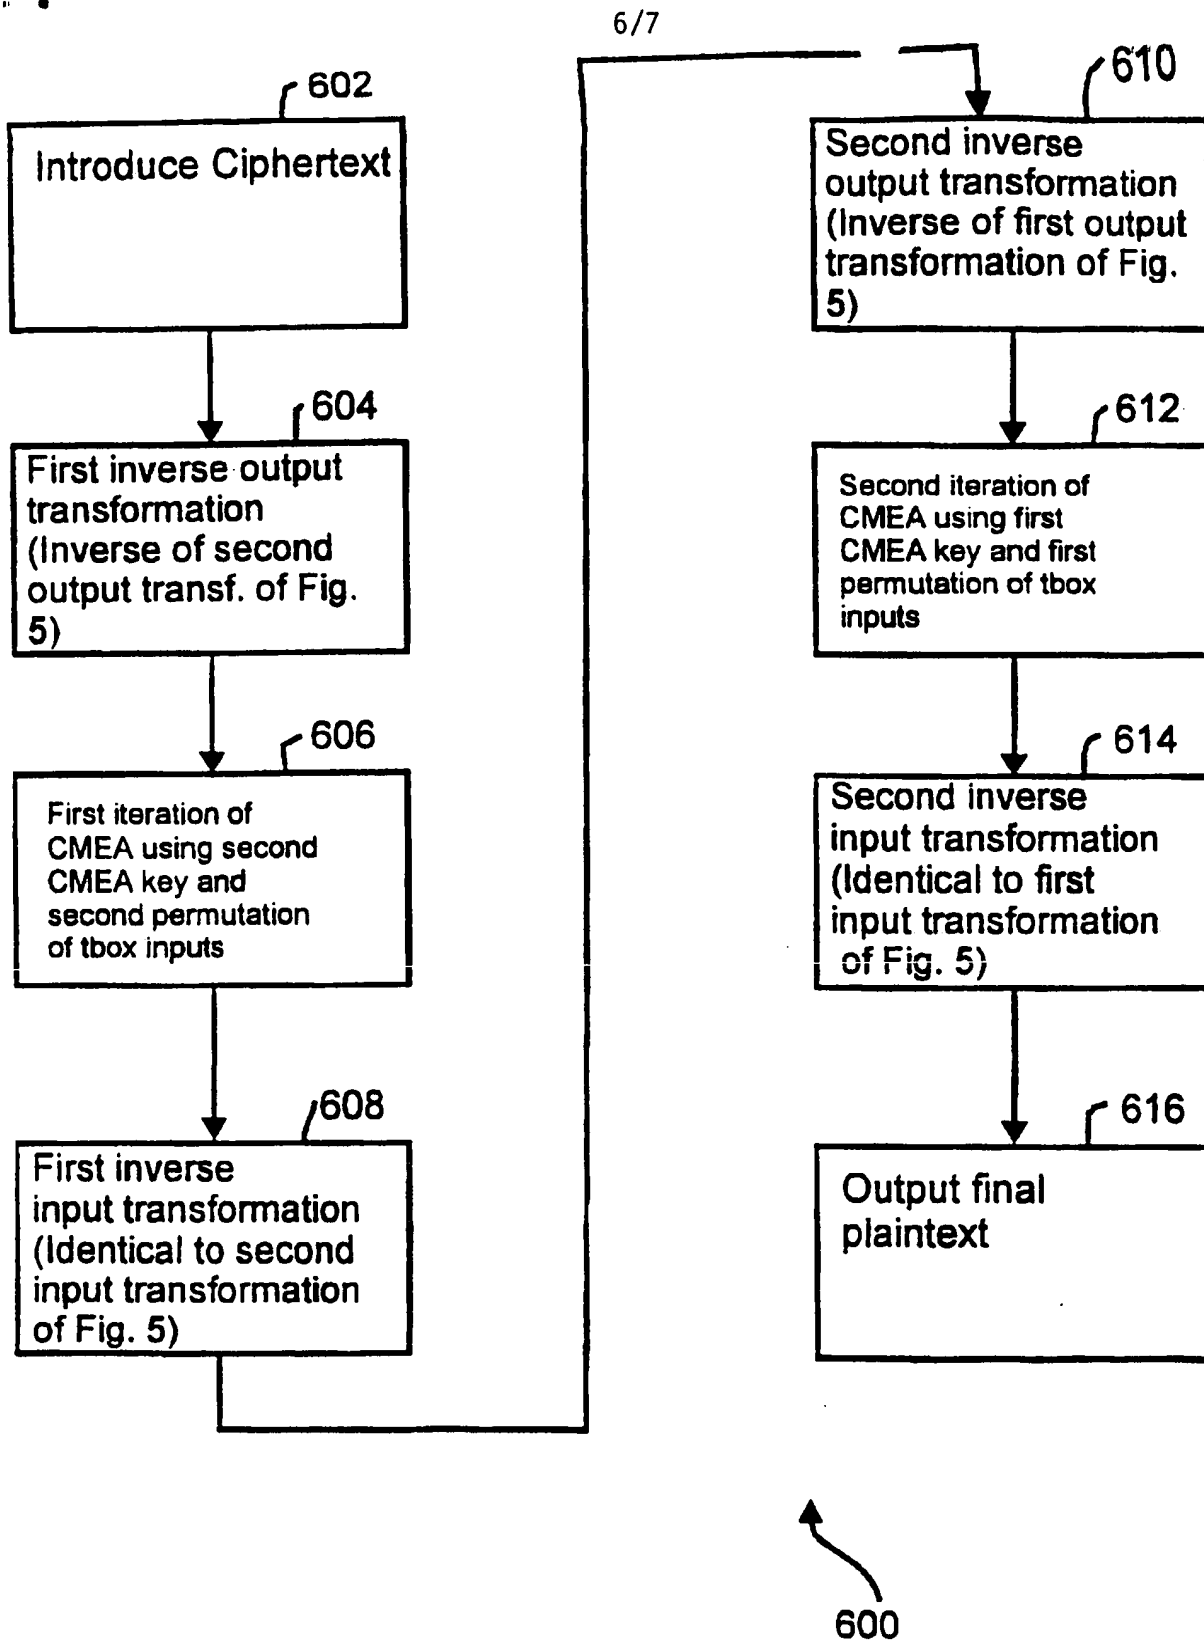 6/7
602
Introduce Ciphertext
604
First inverse output
transformation
(Inverse of second
output transf. of Fig.
5)
606
First iteration of
CMEA using second
CMEA key and
second permutation
of tbox inputs
608
First inverse
input transformation
(Identical to second
input transformation
of Fig. 5)
610
Second inverse
output transformation
(Inverse of first output
transformation of Fig.
5)
612
Second iteration of
CMEA using first
CMEA key and first
permutation of tbox
inputs
614
Second inverse
input transformation
(Identical to first
input transformation
of Fig. 5)
616
Output final
plaintext
600